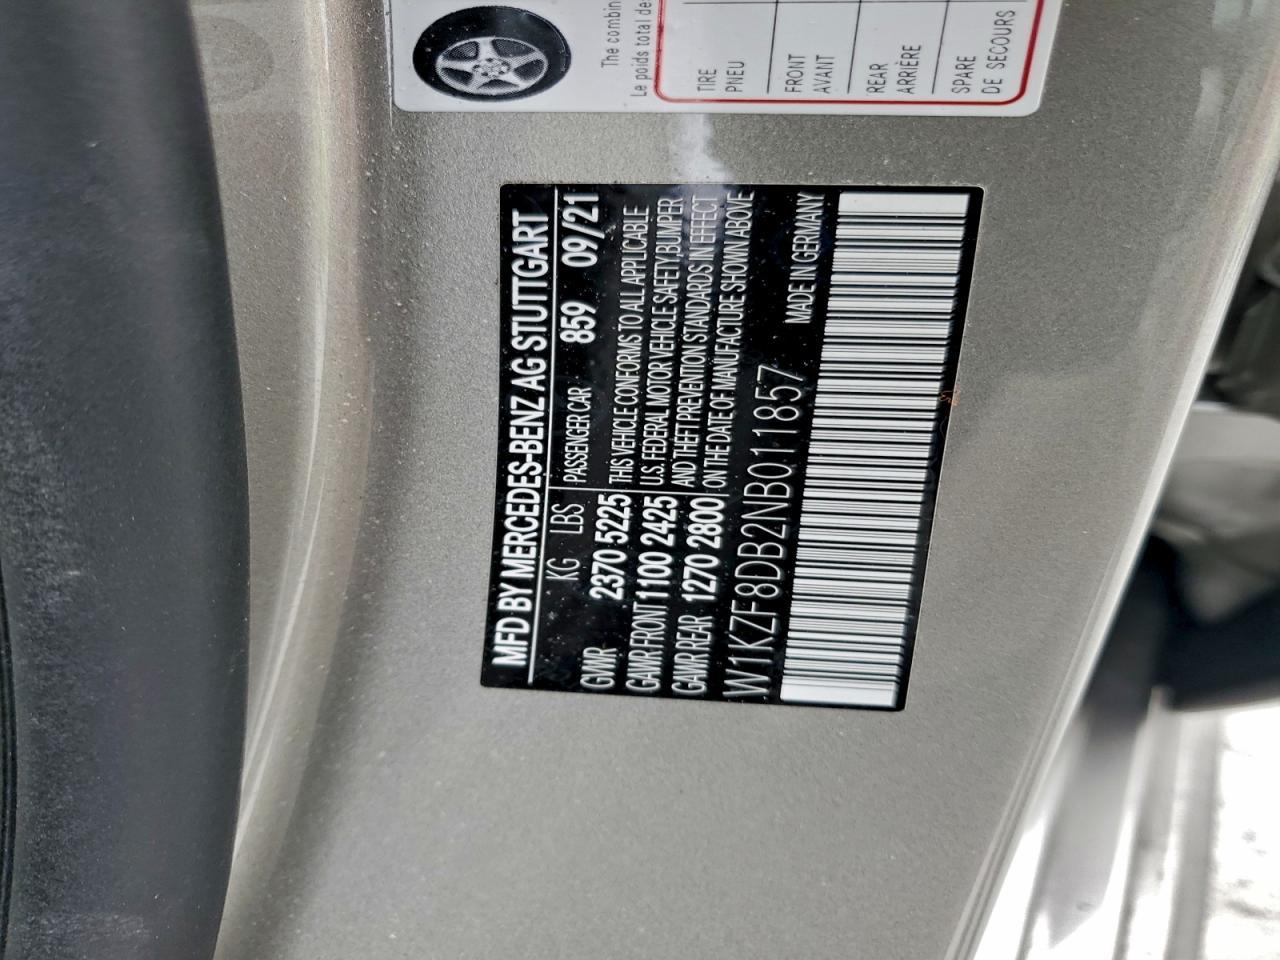 The combin
Le poids total de
TIRE
PNEU
FRONT
AVANT
REAR
ARRIÈRE
SPARE
DE SECOURS
MFD BY MERCEDES-BENZ AG STUTTGART
KG LBS PASSENGER CAR 859 09/21
GVWR 2370 5225 THIS VEHICLE CONFORMS TO ALL APPLICABLE
GAWR FRONT 1100 2425 U.S. FEDERAL MOTOR VEHICLE SAFETY,BUMPER
GAWR REAR 1270 2800 AND THEFT PREVENTION STANDARDS IN EFFECT
ON THE DATE OF MANUFACTURE SHOWN ABOVE
W1KZF8DB2NB011857
MADE IN GERMANY